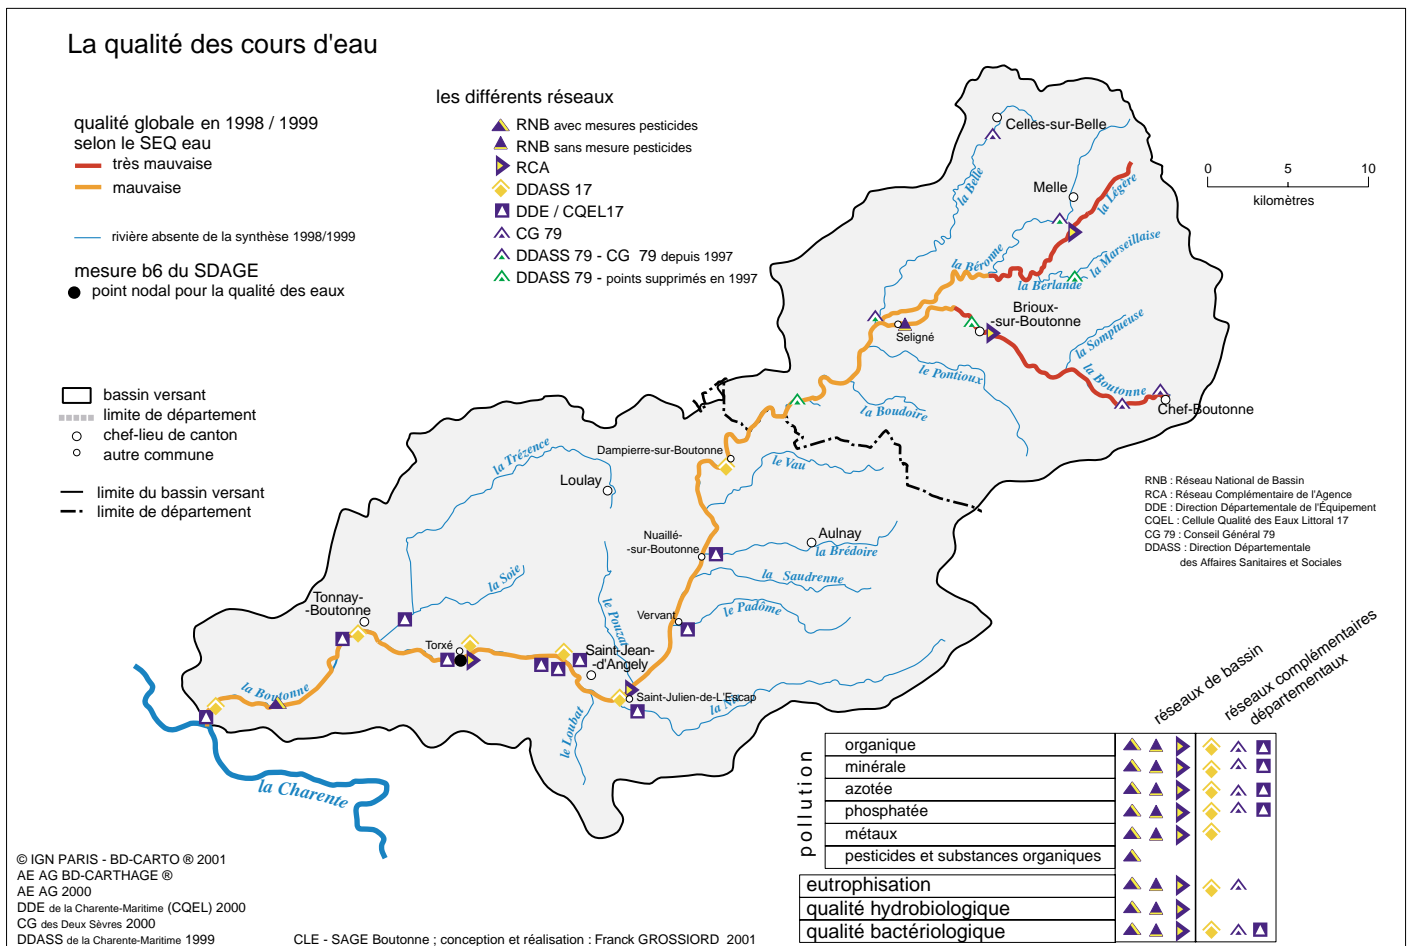 La qualité des cours d'eau
qualité globale en 1998 / 1999
selon le SEQ eau
très mauvaise
mauvaise
rivière absente de la synthèse 1998/1999
mesure b6 du SDAGE
point nodal pour la qualité des eaux
les différents réseaux
RNB avec mesures pesticides
RNB sans mesure pesticides
RCA
DDASS 17
DDE / CQEL17
CG 79
DDASS 79 - CG 79 depuis 1997
DDASS 79 - points supprimés en 1997
bassin versant
limite de département
chef-lieu de canton
autre commune
limite du bassin versant
limite de département
0 5 10
kilomètres
Celles-sur-Belle
la Belle
Melle
la Légère
la Béronne
la Marseillaise
la Berlande
Brioux-
-sur-Boutonne
Seligné
la Somptueuse
la Boutonne
Chef-Boutonne
le Pontioux
la Boudoire
Dampierre-sur-Boutonne
le Vau
la Trézence
Loulay
Nuaillé-
-sur-Boutonne
Aulnay
la Brédoire
la Saudrenne
la Soie
Tonnay-
-Boutonne
le Pouzat
Vervant
le Padôme
Torxé
Saint-Jean-
-d'Angely
Saint-Julien-de-L'Escap
la Boutonne
le Loubat
la Charente
RNB : Réseau National de Bassin
RCA : Réseau Complémentaire de l'Agence
DDE : Direction Départementale de l'Équipement
CQEL : Cellule Qualité des Eaux Littoral 17
CG 79 : Conseil Général 79
DDASS : Direction Départementale
des Affaires Sanitaires et Sociales
réseaux de bassin
réseaux complémentaires
départementaux
pollution
organique
minérale
azotée
phosphatée
métaux
pesticides et substances organiques
eutrophisation
qualité hydrobiologique
qualité bactériologique
© IGN PARIS - BD-CARTO ® 2001
AE AG BD-CARTHAGE ®
AE AG 2000
DDE de la Charente-Maritime (CQEL) 2000
CG des Deux Sèvres 2000
DDASS de la Charente-Maritime 1999
CLE - SAGE Boutonne ; conception et réalisation : Franck GROSSIORD 2001